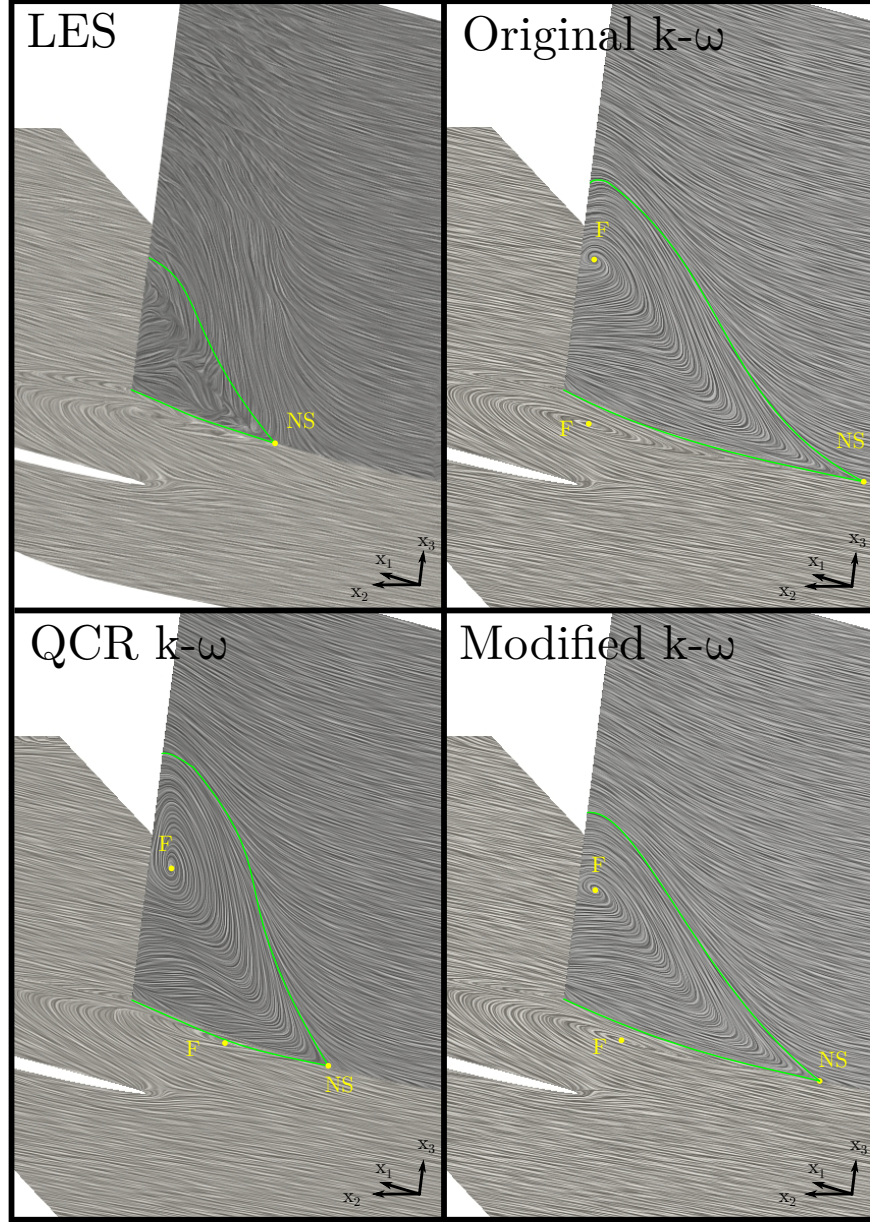 LES
NS
x₃
x₁
x₂
Original k-ω
F
F
NS
x₃
x₁
x₂
QCR k-ω
F
F
NS
x₃
x₁
x₂
Modified k-ω
F
F
NS
x₃
x₁
x₂